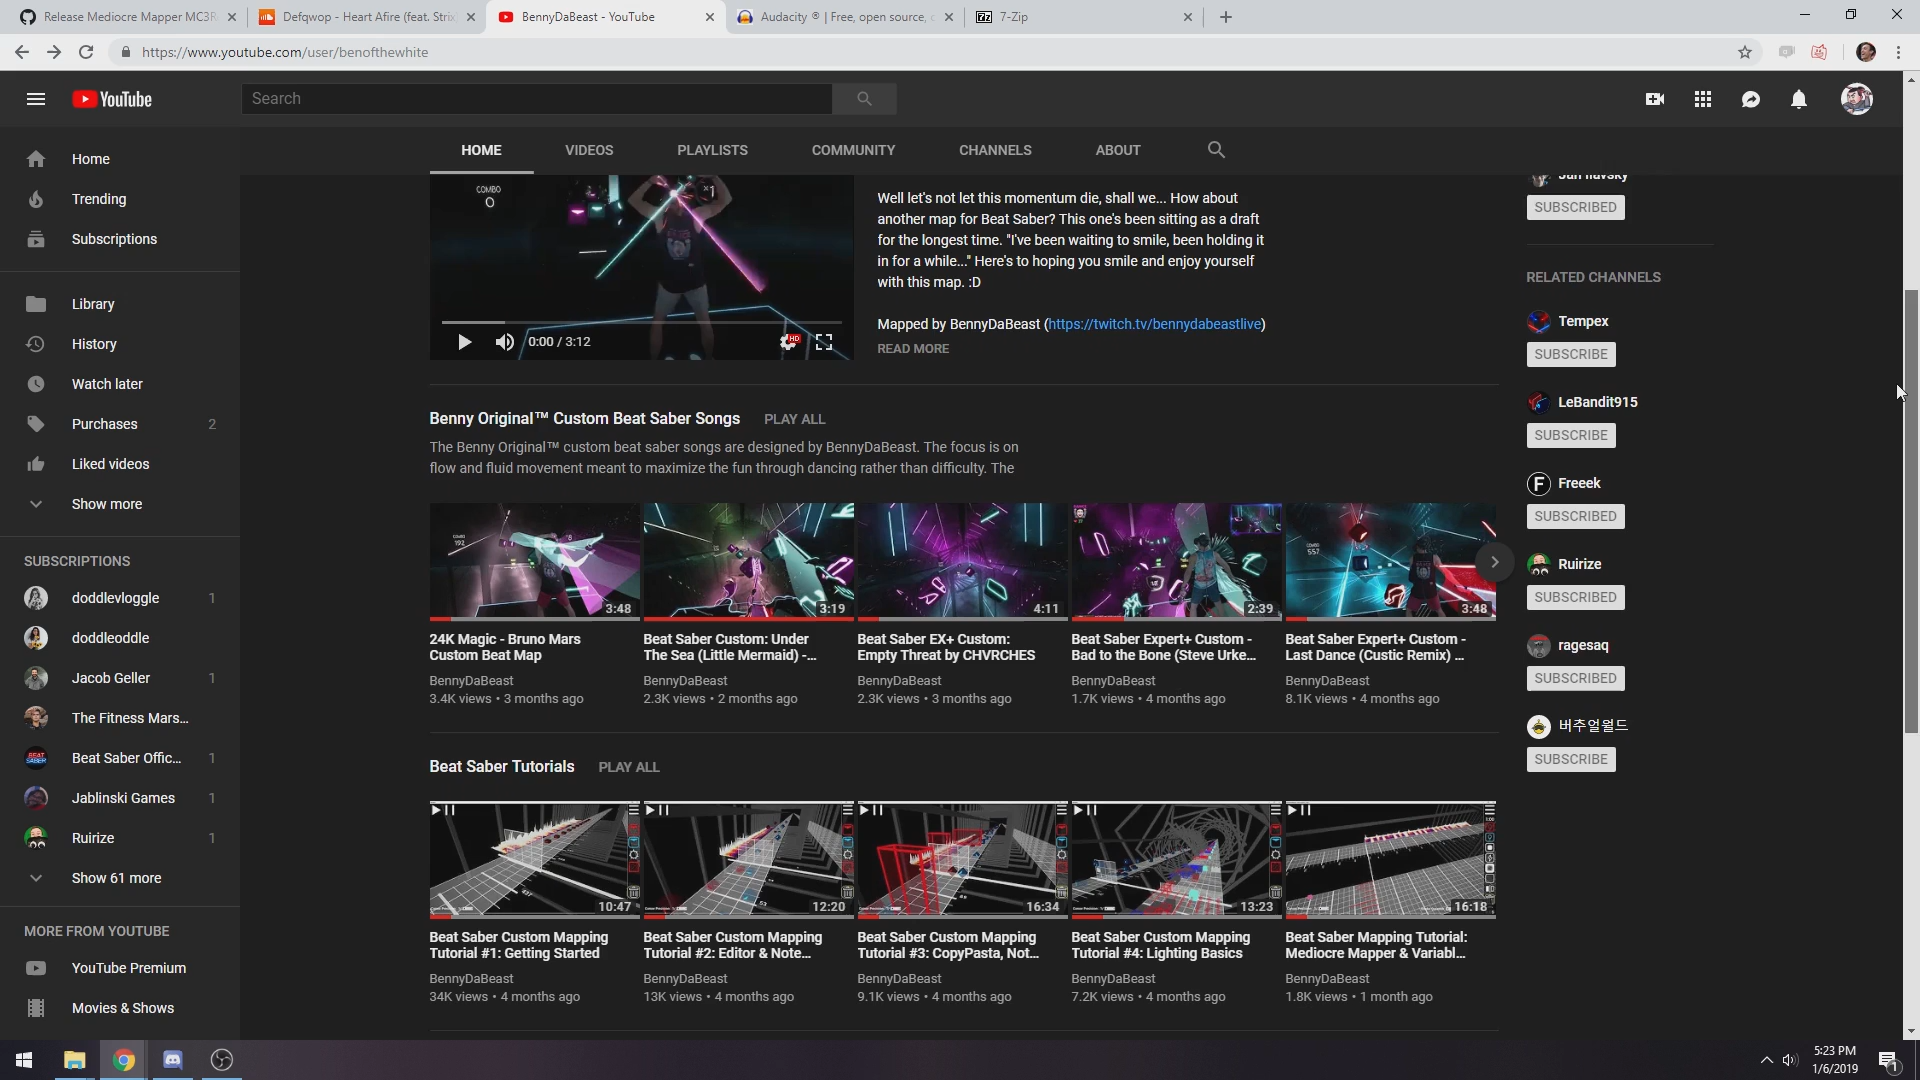 Release Mediocre Mapper MC3R
Defqwop - Heart Afire (feat. Strix
BennyDaBeast - YouTube
Audacity ® | Free, open source, c
7z
7-Zip
https://www.youtube.com/user/benofthewhite
YouTube
Search
Home
Trending
Subscriptions
Library
History
Watch later
Purchases 2
Liked videos
Show more
SUBSCRIPTIONS
doddlevloggle 1
doddleoddle
Jacob Geller 1
The Fitness Mars...
Beat Saber Offic... 1
Jablinski Games 1
Ruirize 1
Show 61 more
MORE FROM YOUTUBE
YouTube Premium
Movies & Shows
HOME VIDEOS PLAYLISTS COMMUNITY CHANNELS ABOUT
COMBO
0
×1
0:00 / 3:12
HD
Well let's not let this momentum die, shall we... How about
another map for Beat Saber? This one's been sitting as a draft
for the longest time. "I've been waiting to smile, been holding it
in for a while..." Here's to hoping you smile and enjoy yourself
with this map. :D
Mapped by BennyDaBeast (https://twitch.tv/bennydabeastlive)
READ MORE
Benny Original™ Custom Beat Saber Songs PLAY ALL
The Benny Original™ custom beat saber songs are designed by BennyDaBeast. The focus is on
flow and fluid movement meant to maximize the fun through dancing rather than difficulty. The
COMBO
192
3:48
3:19
4:11
2:39
COMBO
557
3:48
24K Magic - Bruno Mars
Custom Beat Map
BennyDaBeast
3.4K views • 3 months ago
Beat Saber Custom: Under
The Sea (Little Mermaid) -...
BennyDaBeast
2.3K views • 2 months ago
Beat Saber EX+ Custom:
Empty Threat by CHVRCHES
BennyDaBeast
2.3K views • 3 months ago
Beat Saber Expert+ Custom -
Bad to the Bone (Steve Urke...
BennyDaBeast
1.7K views • 4 months ago
Beat Saber Expert+ Custom -
Last Dance (Custic Remix) ...
BennyDaBeast
8.1K views • 4 months ago
Beat Saber Tutorials PLAY ALL
10:47
12:20
16:34
13:23
16:18
Beat Saber Custom Mapping
Tutorial #1: Getting Started
BennyDaBeast
34K views • 4 months ago
Beat Saber Custom Mapping
Tutorial #2: Editor & Note...
BennyDaBeast
13K views • 4 months ago
Beat Saber Custom Mapping
Tutorial #3: CopyPasta, Not...
BennyDaBeast
9.1K views • 4 months ago
Beat Saber Custom Mapping
Tutorial #4: Lighting Basics
BennyDaBeast
7.2K views • 4 months ago
Beat Saber Mapping Tutorial:
Mediocre Mapper & Variabl...
BennyDaBeast
1.8K views • 1 month ago
SUBSCRIBED
RELATED CHANNELS
Tempex
SUBSCRIBE
LeBandit915
SUBSCRIBE
F
Freeek
SUBSCRIBED
Ruirize
SUBSCRIBED
ragesaq
SUBSCRIBED
버추얼월드
SUBSCRIBE
5:23 PM
1/6/2019
1